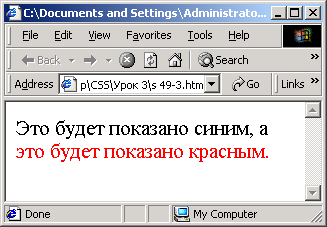 C:\Documents and Settings\Administrato...
File Edit View Favorites Tools Help
Back Search
Address p\CSS\Урок 3\s 49-3.htm Go Links
Это будет показано синим, а
это будет показано красным.
Done My Computer